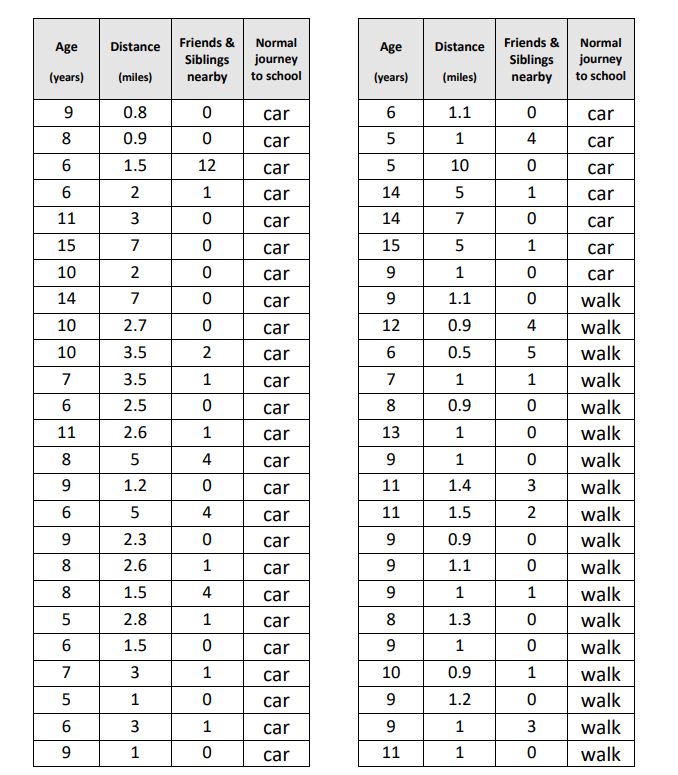 Age Distance Friends & Normal
Siblings journey
(years) (miles) nearby to school
9 0.8 0 car
8 0.9 0 car
6 1.5 12 car
6 2 1 car
11 3 0 car
15 7 0 car
10 2 0 car
14 7 0 car
10 2.7 0 car
10 3.5 2 car
7 3.5 1 car
6 2.5 0 car
11 2.6 1 car
8 5 4 car
9 1.2 0 car
6 5 4 car
9 2.3 0 car
8 2.6 1 car
8 1.5 4 car
5 2.8 1 car
6 1.5 0 car
7 3 1 car
5 1 0 car
6 3 1 car
9 1 0 car
Age Distance Friends & Normal
Siblings journey
(years) (miles) nearby to school
6 1.1 0 car
5 1 4 car
5 10 0 car
14 5 1 car
14 7 0 car
15 5 1 car
9 1 0 car
9 1.1 0 walk
12 0.9 4 walk
6 0.5 5 walk
7 1 1 walk
8 0.9 0 walk
13 1 0 walk
9 1 0 walk
11 1.4 3 walk
11 1.5 2 walk
9 0.9 0 walk
9 1.1 0 walk
9 1 1 walk
8 1.3 0 walk
9 1 0 walk
10 0.9 1 walk
9 1.2 0 walk
9 1 3 walk
11 1 0 walk